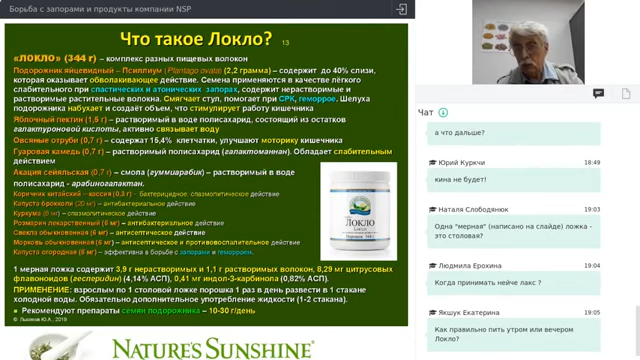 Борьба с запорами и продукты компании NSP
Что такое Локло? 13
«ЛОКЛО» (344 г) – комплекс разных пищевых волокон
Подорожник яйцевидный – Псиллиум (Plantago ovata) (2,2 грамма) – содержит до 40% слизи,
которая оказывает обволакивающее действие. Семена применяются в качестве лёгкого
слабительного при спастических и атонических запорах, содержит нерастворимые и
растворимые растительные волокна. Смягчает стул, помогает при СРК, геморрое. Шелуха
подорожника набухает и создаёт объем, что стимулирует работу кишечника
Яблочный пектин (1,5 г) – растворимый в воде полисахарид, состоящий из остатков
галактуроновой кислоты, активно связывает воду
Овсяные отруби (0,7 г) – содержат 15,4% клетчатки, улучшают моторику кишечника
Гуаровая камедь (0,7 г) – растворимый полисахарид (галактоманнан). Обладает слабительным
действием
Акация сейяльская (0,7 г) – смола (гуммиарабик) – растворимый в воде
полисахарид - арабиногалактан.
Коричник китайский – кассия (0,3 г) - бактерицидное, спазмолитическое действие
Капуста брокколи (20 мг) – антибактериальное действие
Куркума (6 мг) – спазмолитическое действие
Розмарин лекарственный (6 мг) – антибактериальное действие
Свекла обыкновенная (6 мг) – антисептическое действие
Морковь обыкновенная (6 мг) – антисептическое и противовоспалительное действие
Капуста огородная (6 мг) – эффективна в борьбе с запорами и геморроем.
Локло
Loclo
1 мерная ложка содержит 3,9 г нерастворимых и 1,1 г растворимых волокон, 8,29 мг цитрусовых
флавоноидов (гесперидин) (4,14% АСП), 0,41 мг индол-3-карбинола (0,82% АСП).
ПРИМЕНЕНИЕ: взрослым по 1 столовой ложке порошка 1 раз в день развести в 1 стакане
холодной воды. Обязательно дополнительное употребление жидкости (1-2 стакана).
Рекомендуют препараты семян подорожника – 10-30 г/день
© Лысиков Ю.А., 2019
NATURE'S SUNSHINE
Чат
а что дальше?
Юрий Куркчи 18:49
кина не будет!
Наталя Слободянюк 19:03
Одна "мерная" (написано на слайде) ложка -
это столовая?
Людмила Ерохина 19:04
Когда принимать нейче лакс ?
Якшук Екатерина 19:05
Как правильно пить утром или вечером
Локло?